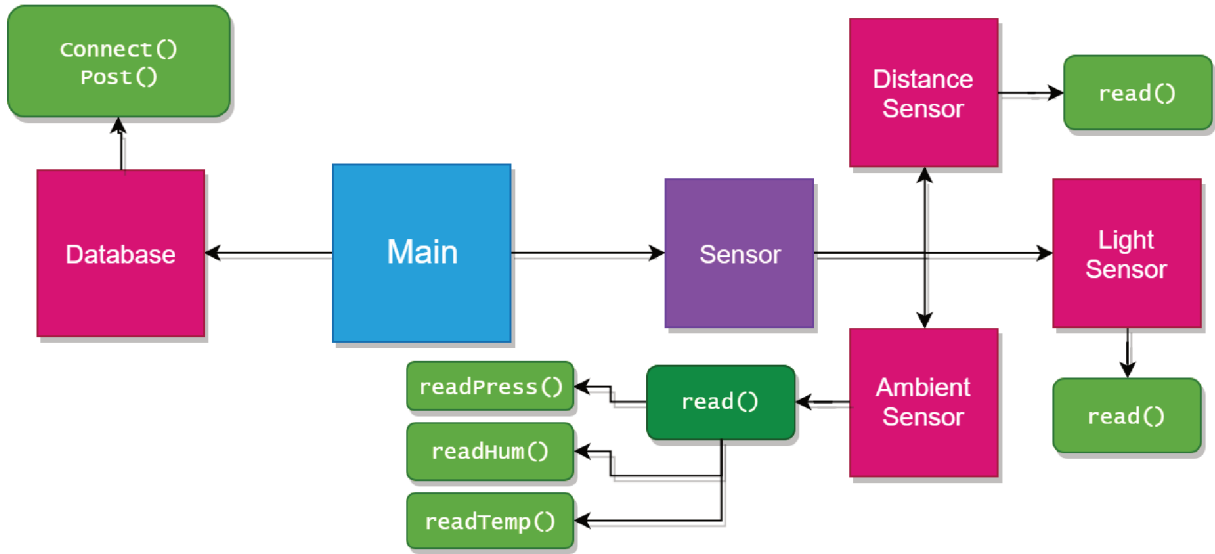 Connect()
Post()
Distance
Sensor
read()
Database
Main
Sensor
Light
Sensor
readPress()
read()
Ambient
Sensor
read()
readHum()
readTemp()